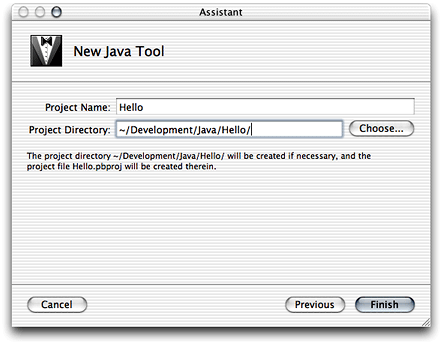 Assistant
New Java Tool
Project Name: Hello
Project Directory: ~/Development/Java/Hello/ Choose...
The project directory ~/Development/Java/Hello/ will be created if necessary, and the
project file Hello.pbproj will be created therein.
Cancel Previous Finish